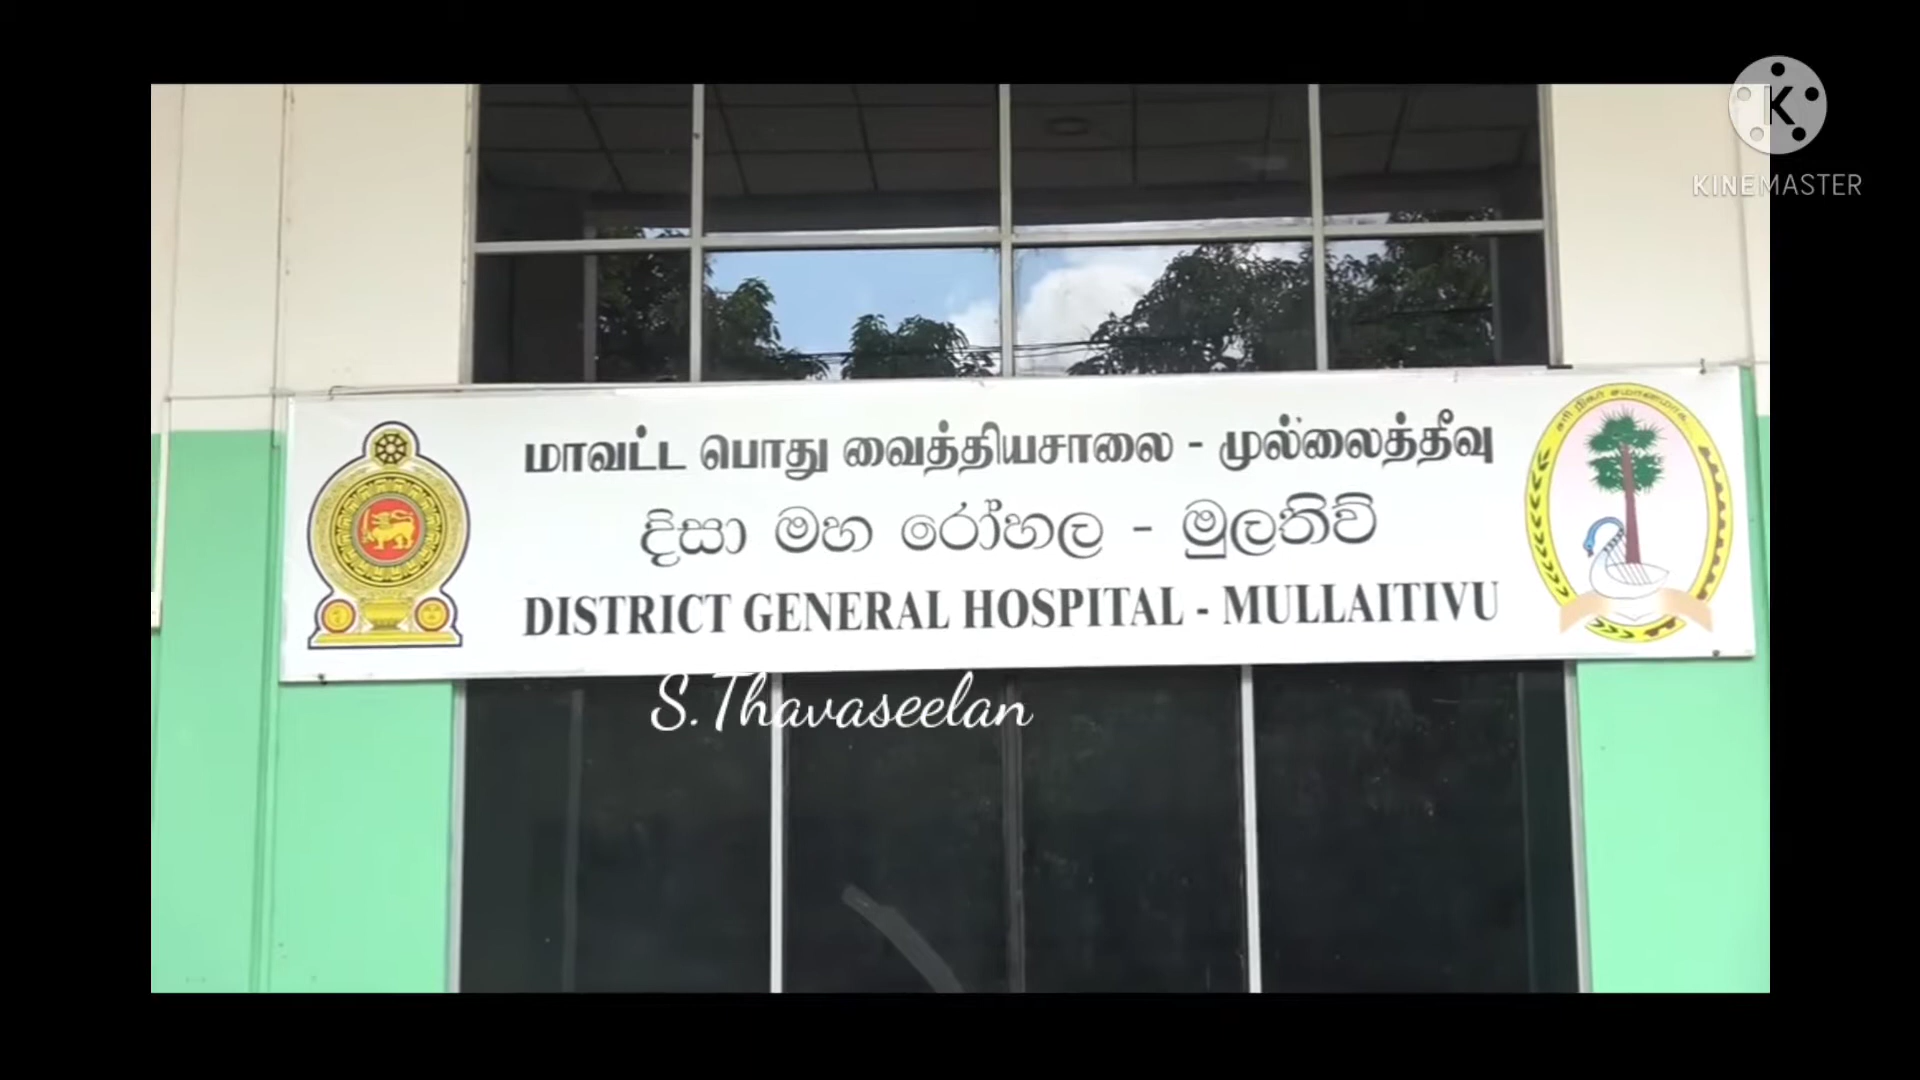 KINEMASTER
மாவட்ட பொது வைத்தியசாலை - முல்லைத்தீவு
දිසා මහ රෝහල - මුලතිව්
DISTRICT GENERAL HOSPITAL - MULLAITIVU
S.Thavaseelan